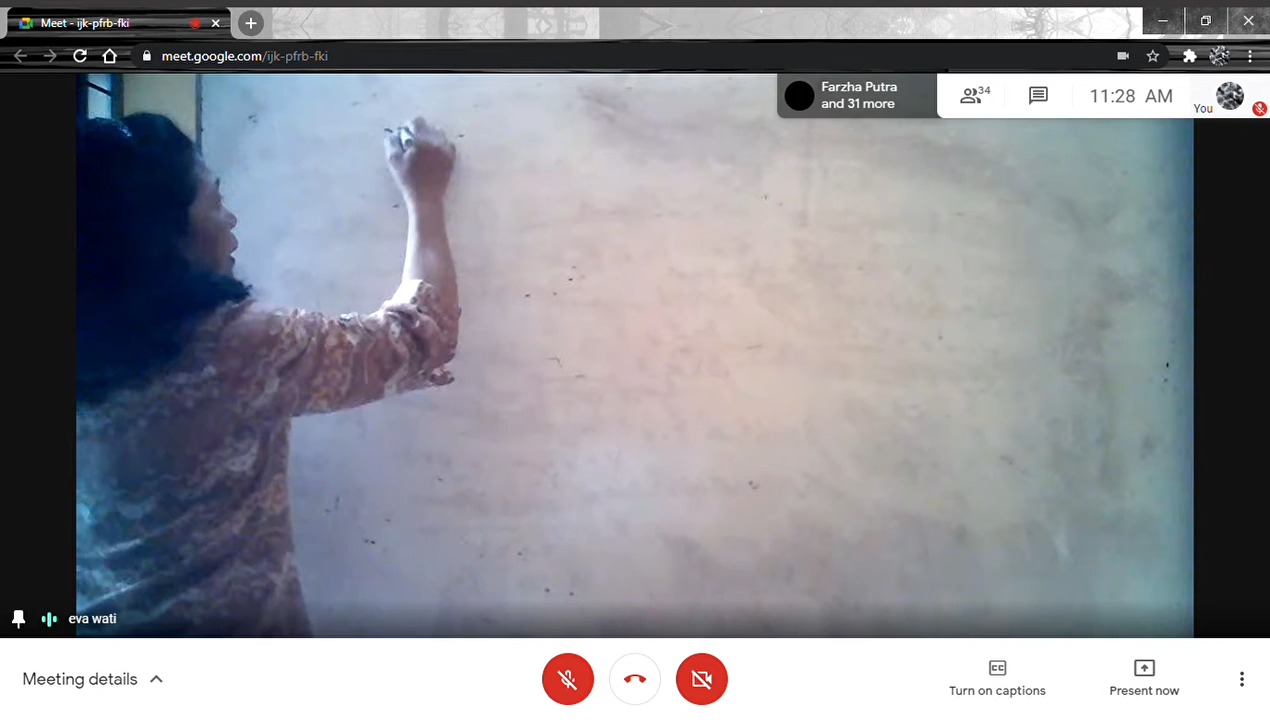 Meet - ijk-pfrb-fki
meet.google.com/ijk-pfrb-fki
Farzha Putra
and 31 more
34
11:28 AM
You
eva wati
Meeting details
CC
Turn on captions
Present now